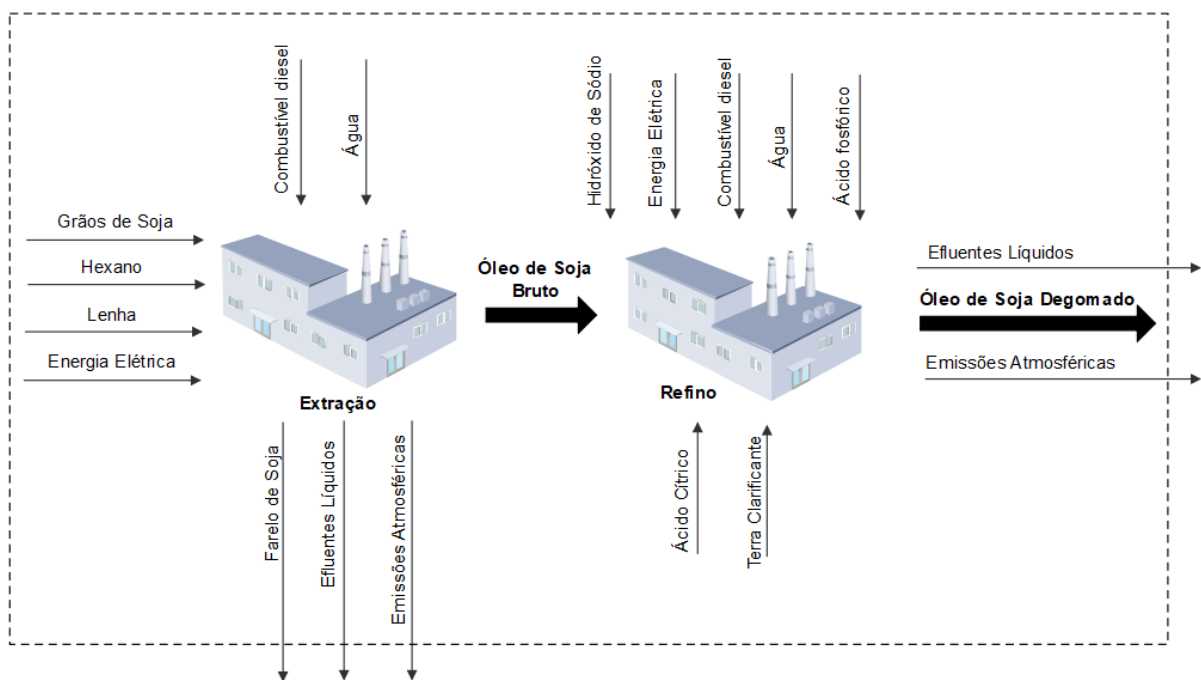 Combustível diesel
Água
Hidróxido de Sódio
Energia Elétrica
Combustível diesel
Água
Ácido fosfórico
Grãos de Soja
Hexano
Lenha
Energia Elétrica
Óleo de Soja
Bruto
Efluentes Líquidos
Óleo de Soja Degomado
Emissões Atmosféricas
Extração
Refino
Farelo de Soja
Efluentes Líquidos
Emissões Atmosféricas
Ácido Cítrico
Terra Clarificante